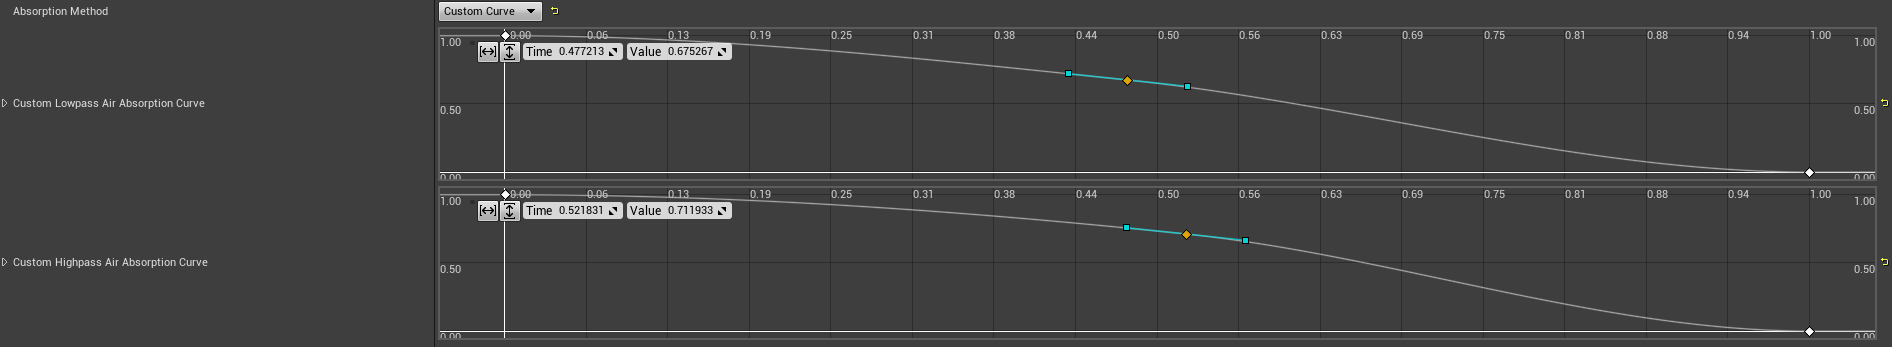 Absorption Method
Custom Curve
0.00 0.06 0.13 0.19 0.25 0.31 0.38 0.44 0.50 0.56 0.63 0.69 0.75 0.81 0.88 0.94 1.00
1.00 1.00
Time 0.477213 Value 0.675267
Custom Lowpass Air Absorption Curve
0.50 0.50
0.00 0.00
0.00 0.06 0.13 0.19 0.25 0.31 0.38 0.44 0.50 0.56 0.63 0.69 0.75 0.81 0.88 0.94 1.00
1.00 1.00
Time 0.521831 Value 0.711933
Custom Highpass Air Absorption Curve
0.50 0.50
0.00 0.00